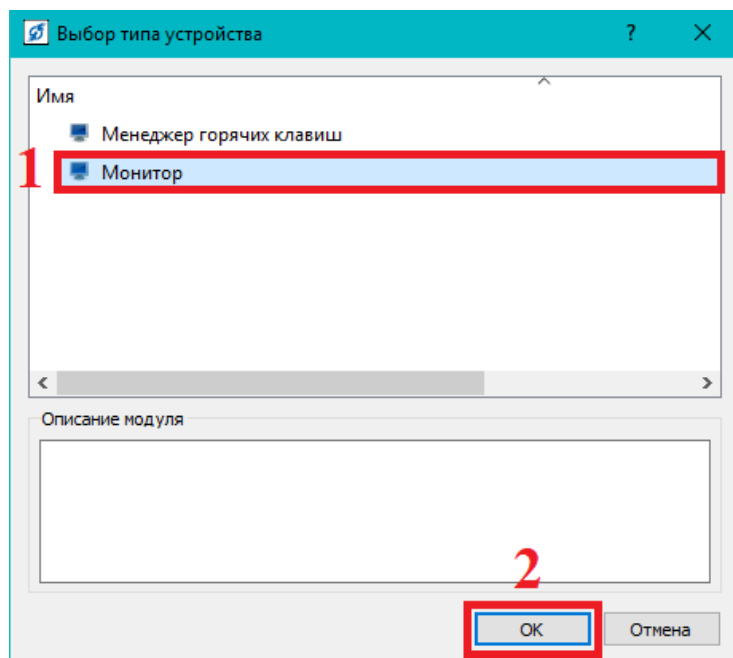 Выбор типа устройства ?
Имя
Менеджер горячих клавиш
1 Монитор
Описание модуля
2
OK Отмена